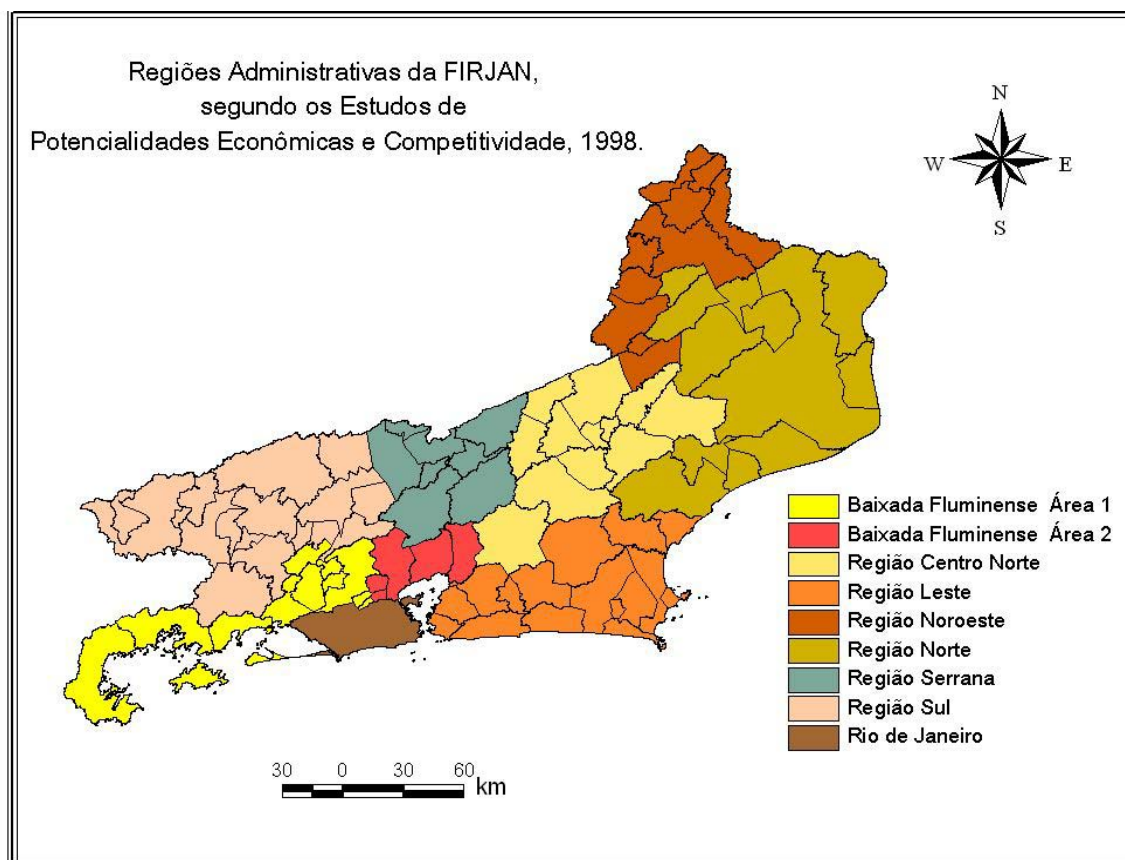 Regiões Administrativas da FIRJAN,
segundo os Estudos de
Potencialidades Econômicas e Competitividade, 1998.
N
W
E
S
Baixada Fluminense Área 1
Baixada Fluminense Área 2
Região Centro Norte
Região Leste
Região Noroeste
Região Norte
Região Serrana
Região Sul
Rio de Janeiro
30 0 30 60
km